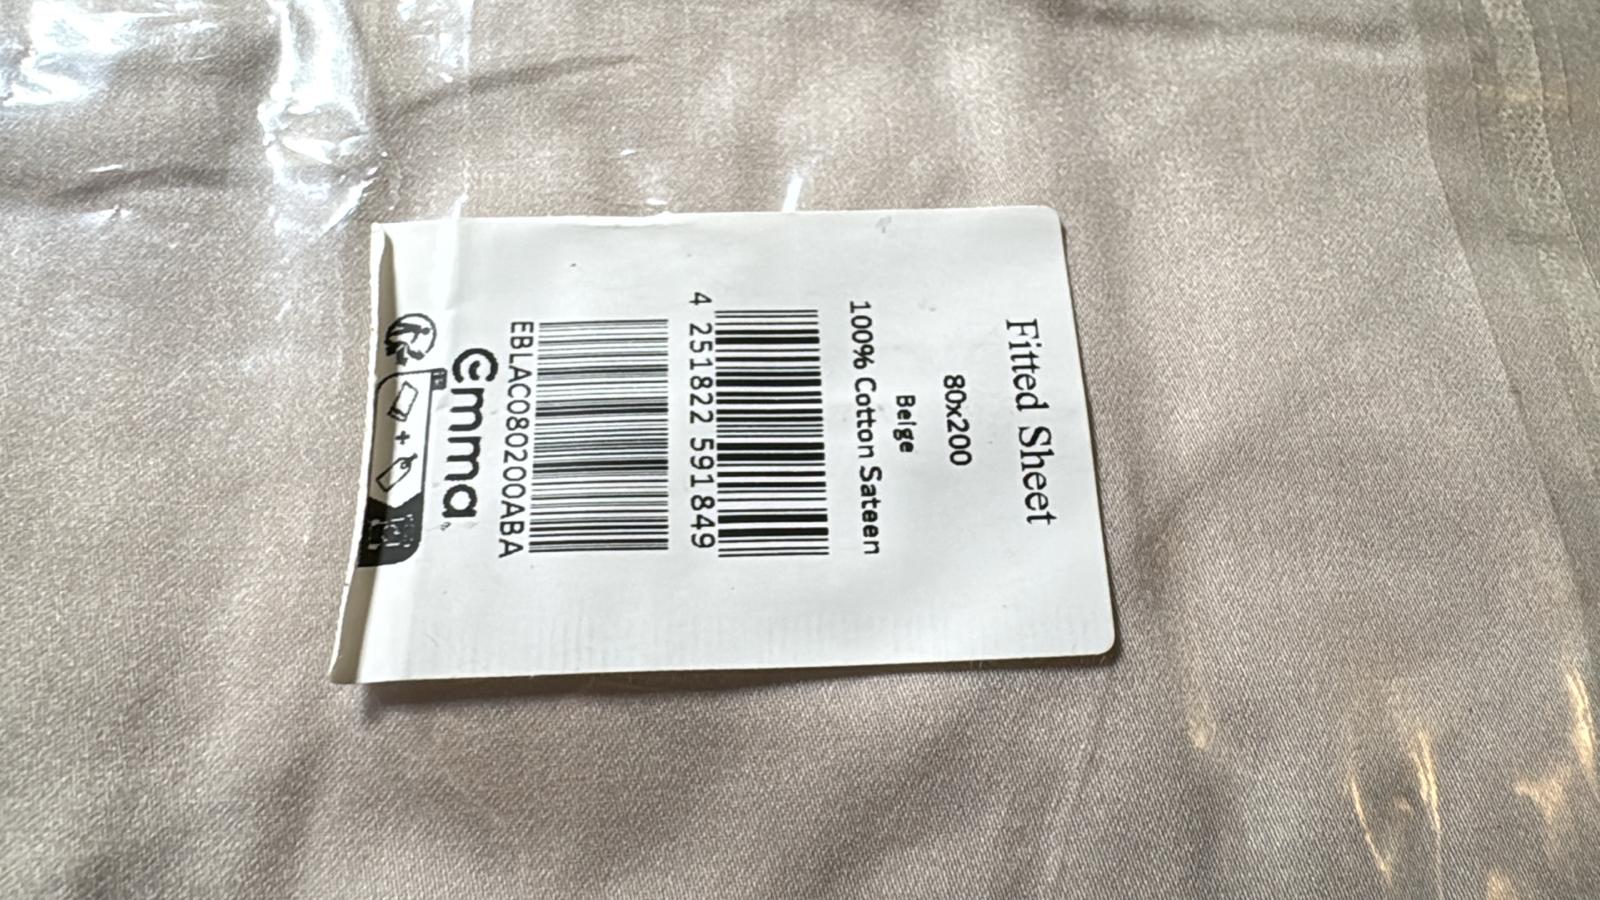 Fitted Sheet
80x200
Beige
100% Cotton Sateen
4 251822 591849
EBLAC080200ABA
emma